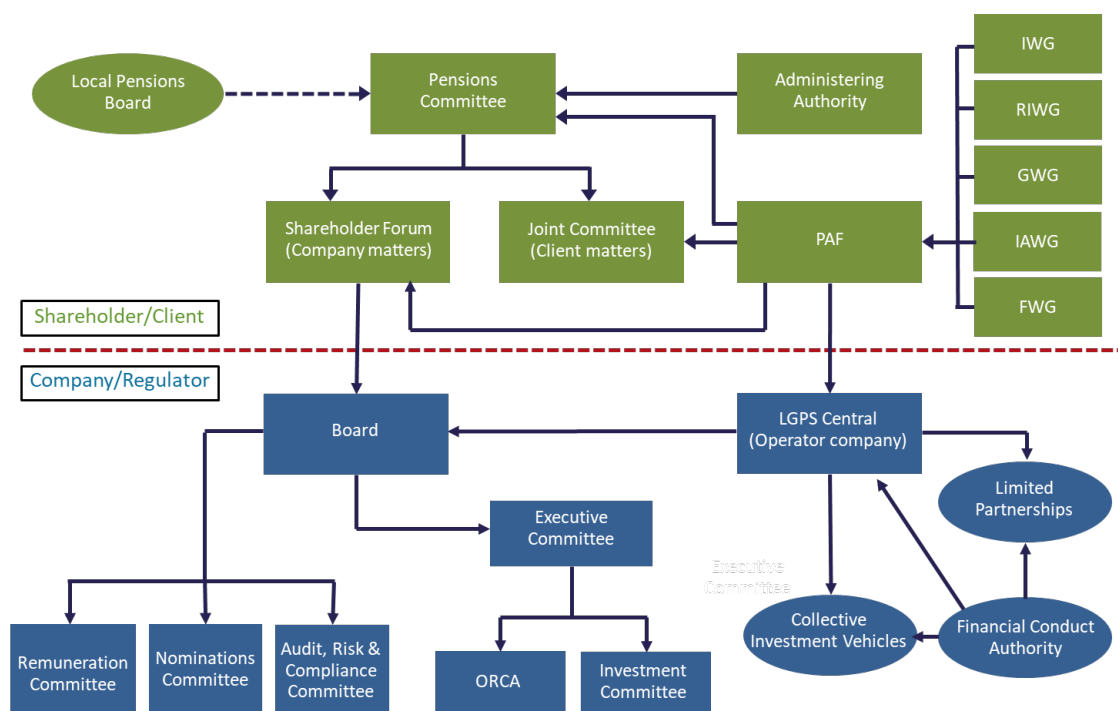 Local Pensions
Board
Pensions
Committee
Administering
Authority
IWG
RIWG
GWG
IAWG
FWG
Shareholder Forum
(Company matters)
Joint Committee
(Client matters)
PAF
Shareholder/Client
Company/Regulator
Board
LGPS Central
(Operator company)
Limited
Partnerships
Executive
Committee
Executive
Committee
Collective
Investment Vehicles
Financial Conduct
Authority
Remuneration
Committee
Nominations
Committee
Audit, Risk &
Compliance
Committee
ORCA
Investment
Committee